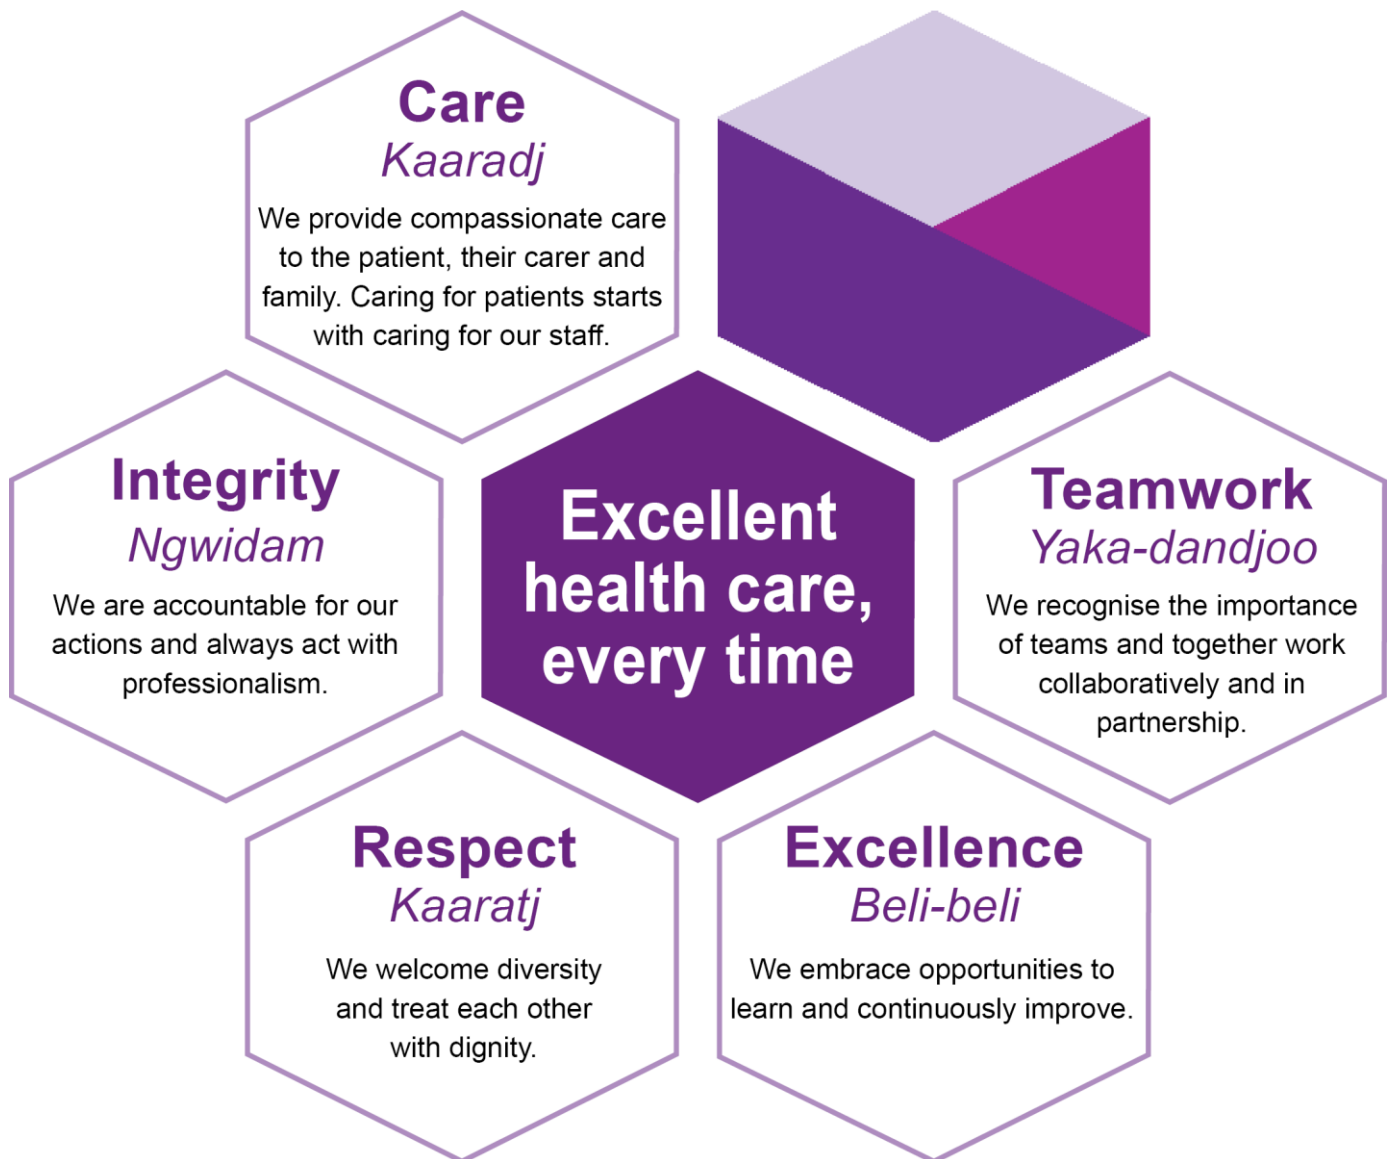 Care
Kaaradj
We provide compassionate care
to the patient, their carer and
family. Caring for patients starts
with caring for our staff.
Integrity
Ngwidam
We are accountable for our
actions and always act with
professionalism.
Excellent
health care,
every time
Teamwork
Yaka-dandjoo
We recognise the importance
of teams and together work
collaboratively and in
partnership.
Respect
Kaaratj
We welcome diversity
and treat each other
with dignity.
Excellence
Beli-beli
We embrace opportunities to
learn and continuously improve.